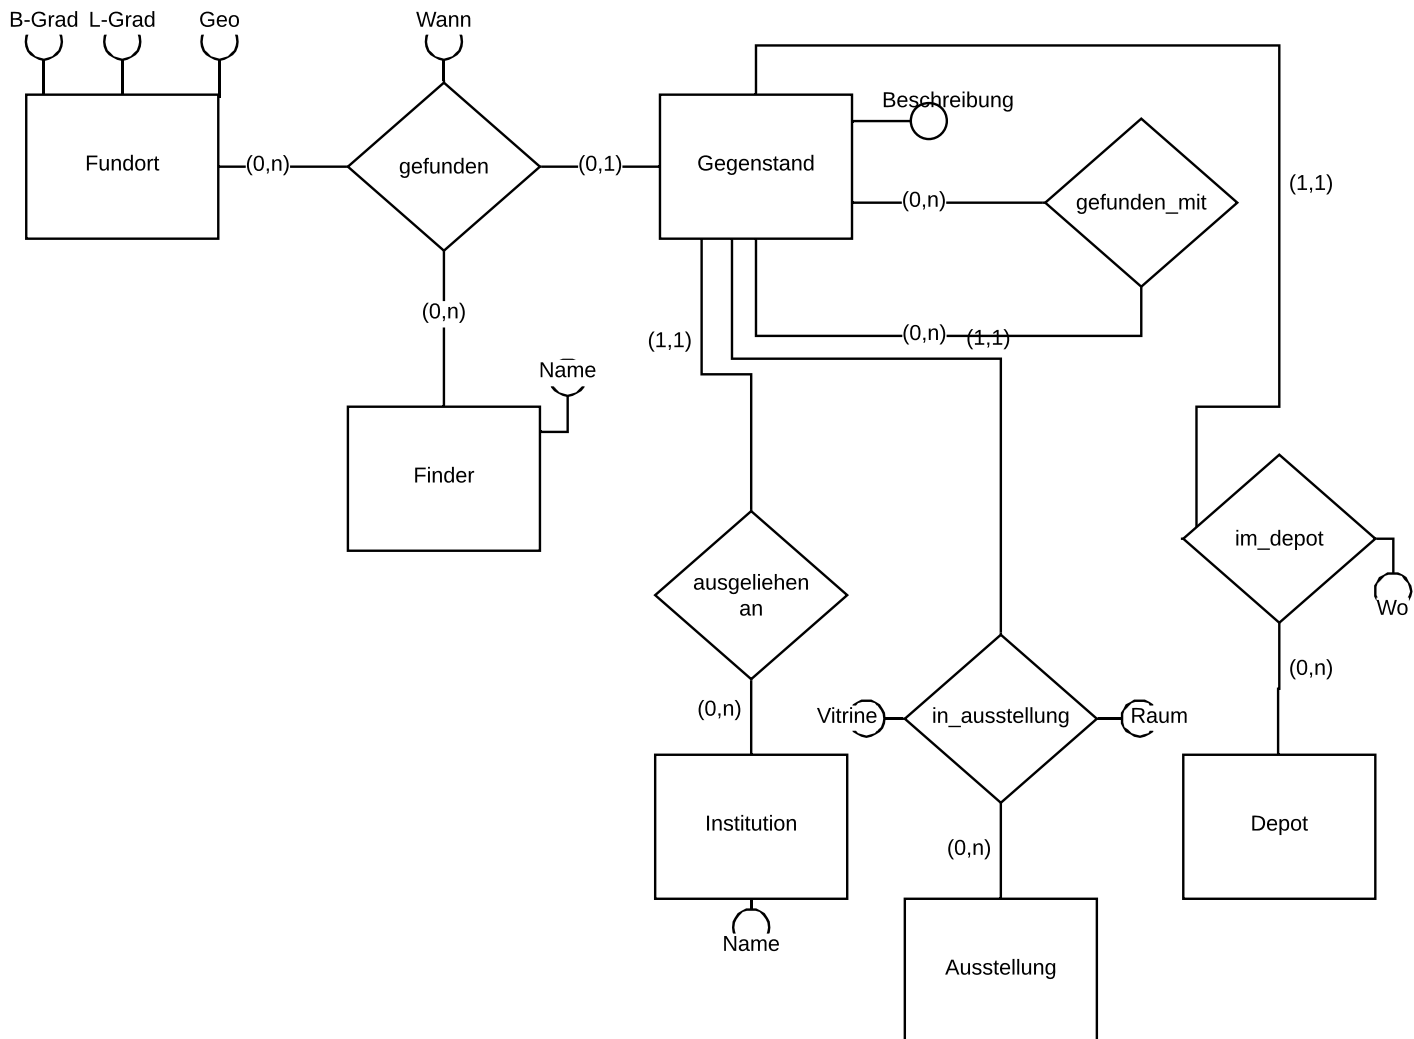 B-Grad L-Grad Geo Wann
Beschreibung
Fundort (0,n) gefunden (0,1) Gegenstand
(1,1)
(0,n) gefunden_mit
(0,n)
(1,1) (0,n) (1,1)
Name
Finder
im_depot
ausgeliehen
an
Wo
(0,n)
(0,n)
Vitrine in_ausstellung Raum
Institution
Depot
(0,n)
Name
Ausstellung